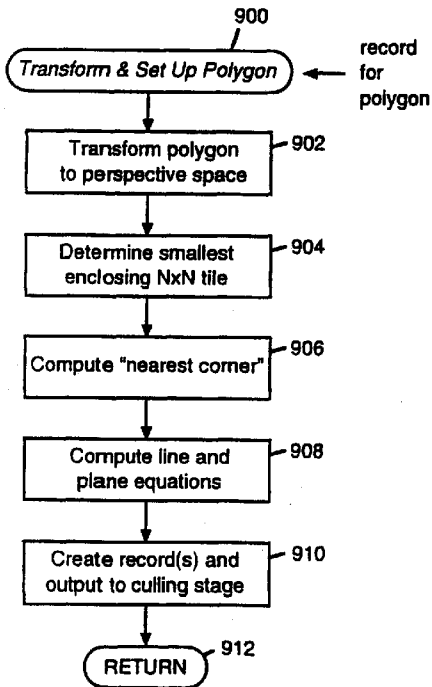 900
Transform & Set Up Polygon
record
for
polygon
Transform polygon
to perspective space
902
Determine smallest
enclosing NxN tile
904
Compute "nearest corner"
906
Compute line and
plane equations
908
Create record(s) and
output to culling stage
910
RETURN
912